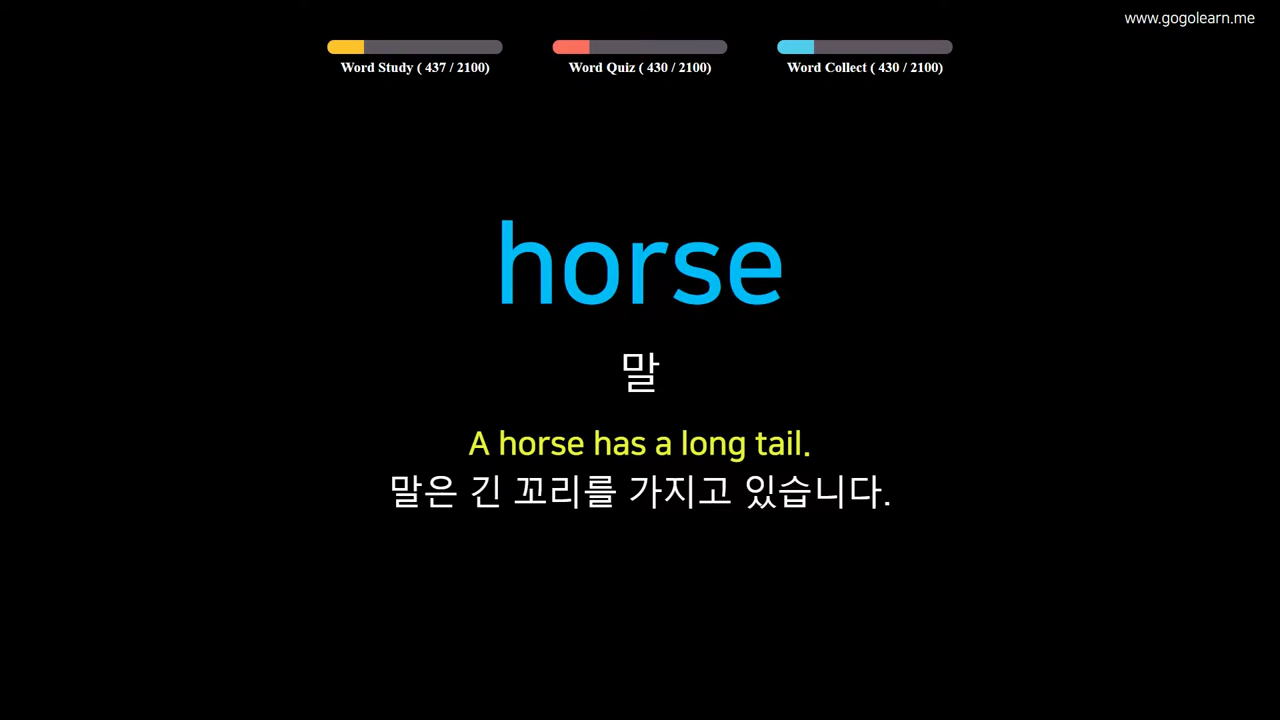 www.gogolearn.me
Word Study ( 437 / 2100)
Word Quiz ( 430 / 2100)
Word Collect ( 430 / 2100)
horse
말
A horse has a long tail.
말은 긴 꼬리를 가지고 있습니다.